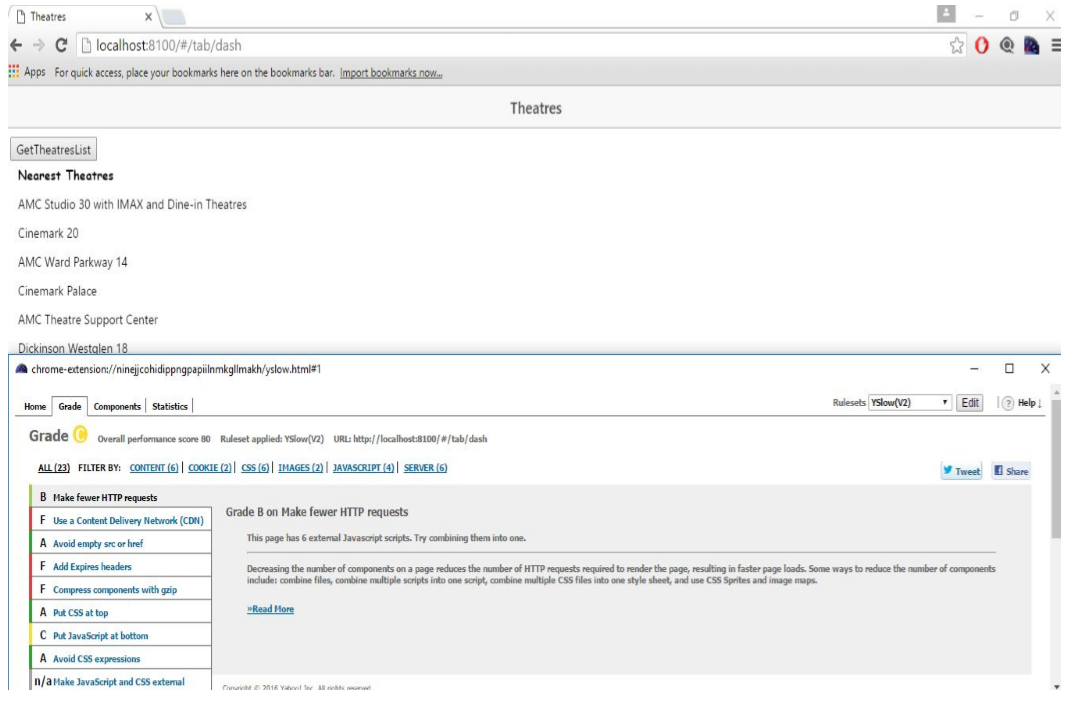 Theatres
localhost:8100/#/tab/dash
Apps For quick access, place your bookmarks here on the bookmarks bar. Import bookmarks now...
Theatres
GetTheatresList
Nearest Theatres
AMC Studio 30 with IMAX and Dine-in Theatres
Cinemark 20
AMC Ward Parkway 14
Cinemark Palace
AMC Theatre Support Center
Dickinson Westglen 18
chrome-extension://ninejjcohidippngpapiilnmkgllmakh/yslow.html#1
Home Grade Components Statistics Rulesets YSlow(V2) Edit ? Help ↓
Grade C Overall performance score 80 Ruleset applied: YSlow(V2) URL: http://localhost:8100/#/tab/dash
ALL (23) FILTER BY: CONTENT (6) | COOKIE (2) | CSS (6) | IMAGES (2) | JAVASCRIPT (4) | SERVER (6) Tweet Share
B Make fewer HTTP requests
F Use a Content Delivery Network (CDN)
A Avoid empty src or href
F Add Expires headers
F Compress components with gzip
A Put CSS at top
C Put JavaScript at bottom
A Avoid CSS expressions
n/a Make JavaScript and CSS external
Grade B on Make fewer HTTP requests
This page has 6 external Javascript scripts. Try combining them into one.
Decreasing the number of components on a page reduces the number of HTTP requests required to render the page, resulting in faster page loads. Some ways to reduce the number of components
include: combine files, combine multiple scripts into one script, combine multiple CSS files into one style sheet, and use CSS Sprites and image maps.
»Read More
Copyright © 2016 Yahoo! Inc. All rights reserved.